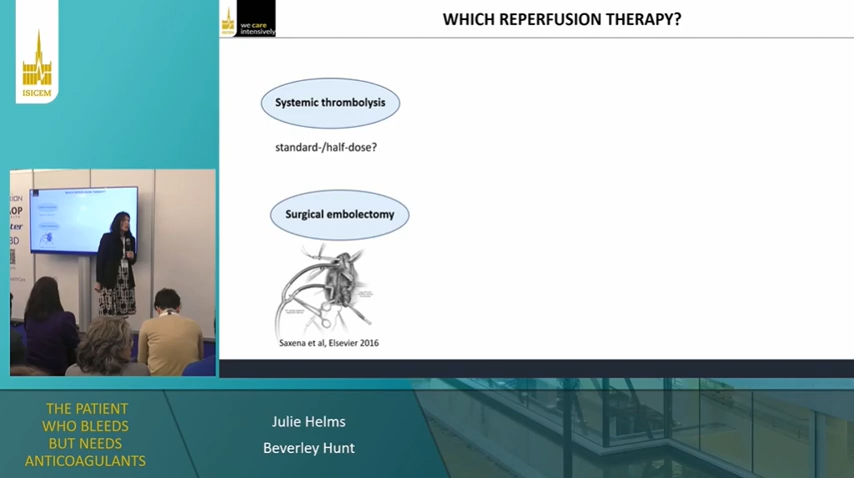 ISICEM
we care
intensively
WHICH REPERFUSION THERAPY?
Systemic thrombolysis
standard-/half-dose?
Surgical embolectomy
Saxena et al, Elsevier 2016
THE PATIENT
WHO BLEEDS
BUT NEEDS
ANTICOAGULANTS
Julie Helms
Beverley Hunt